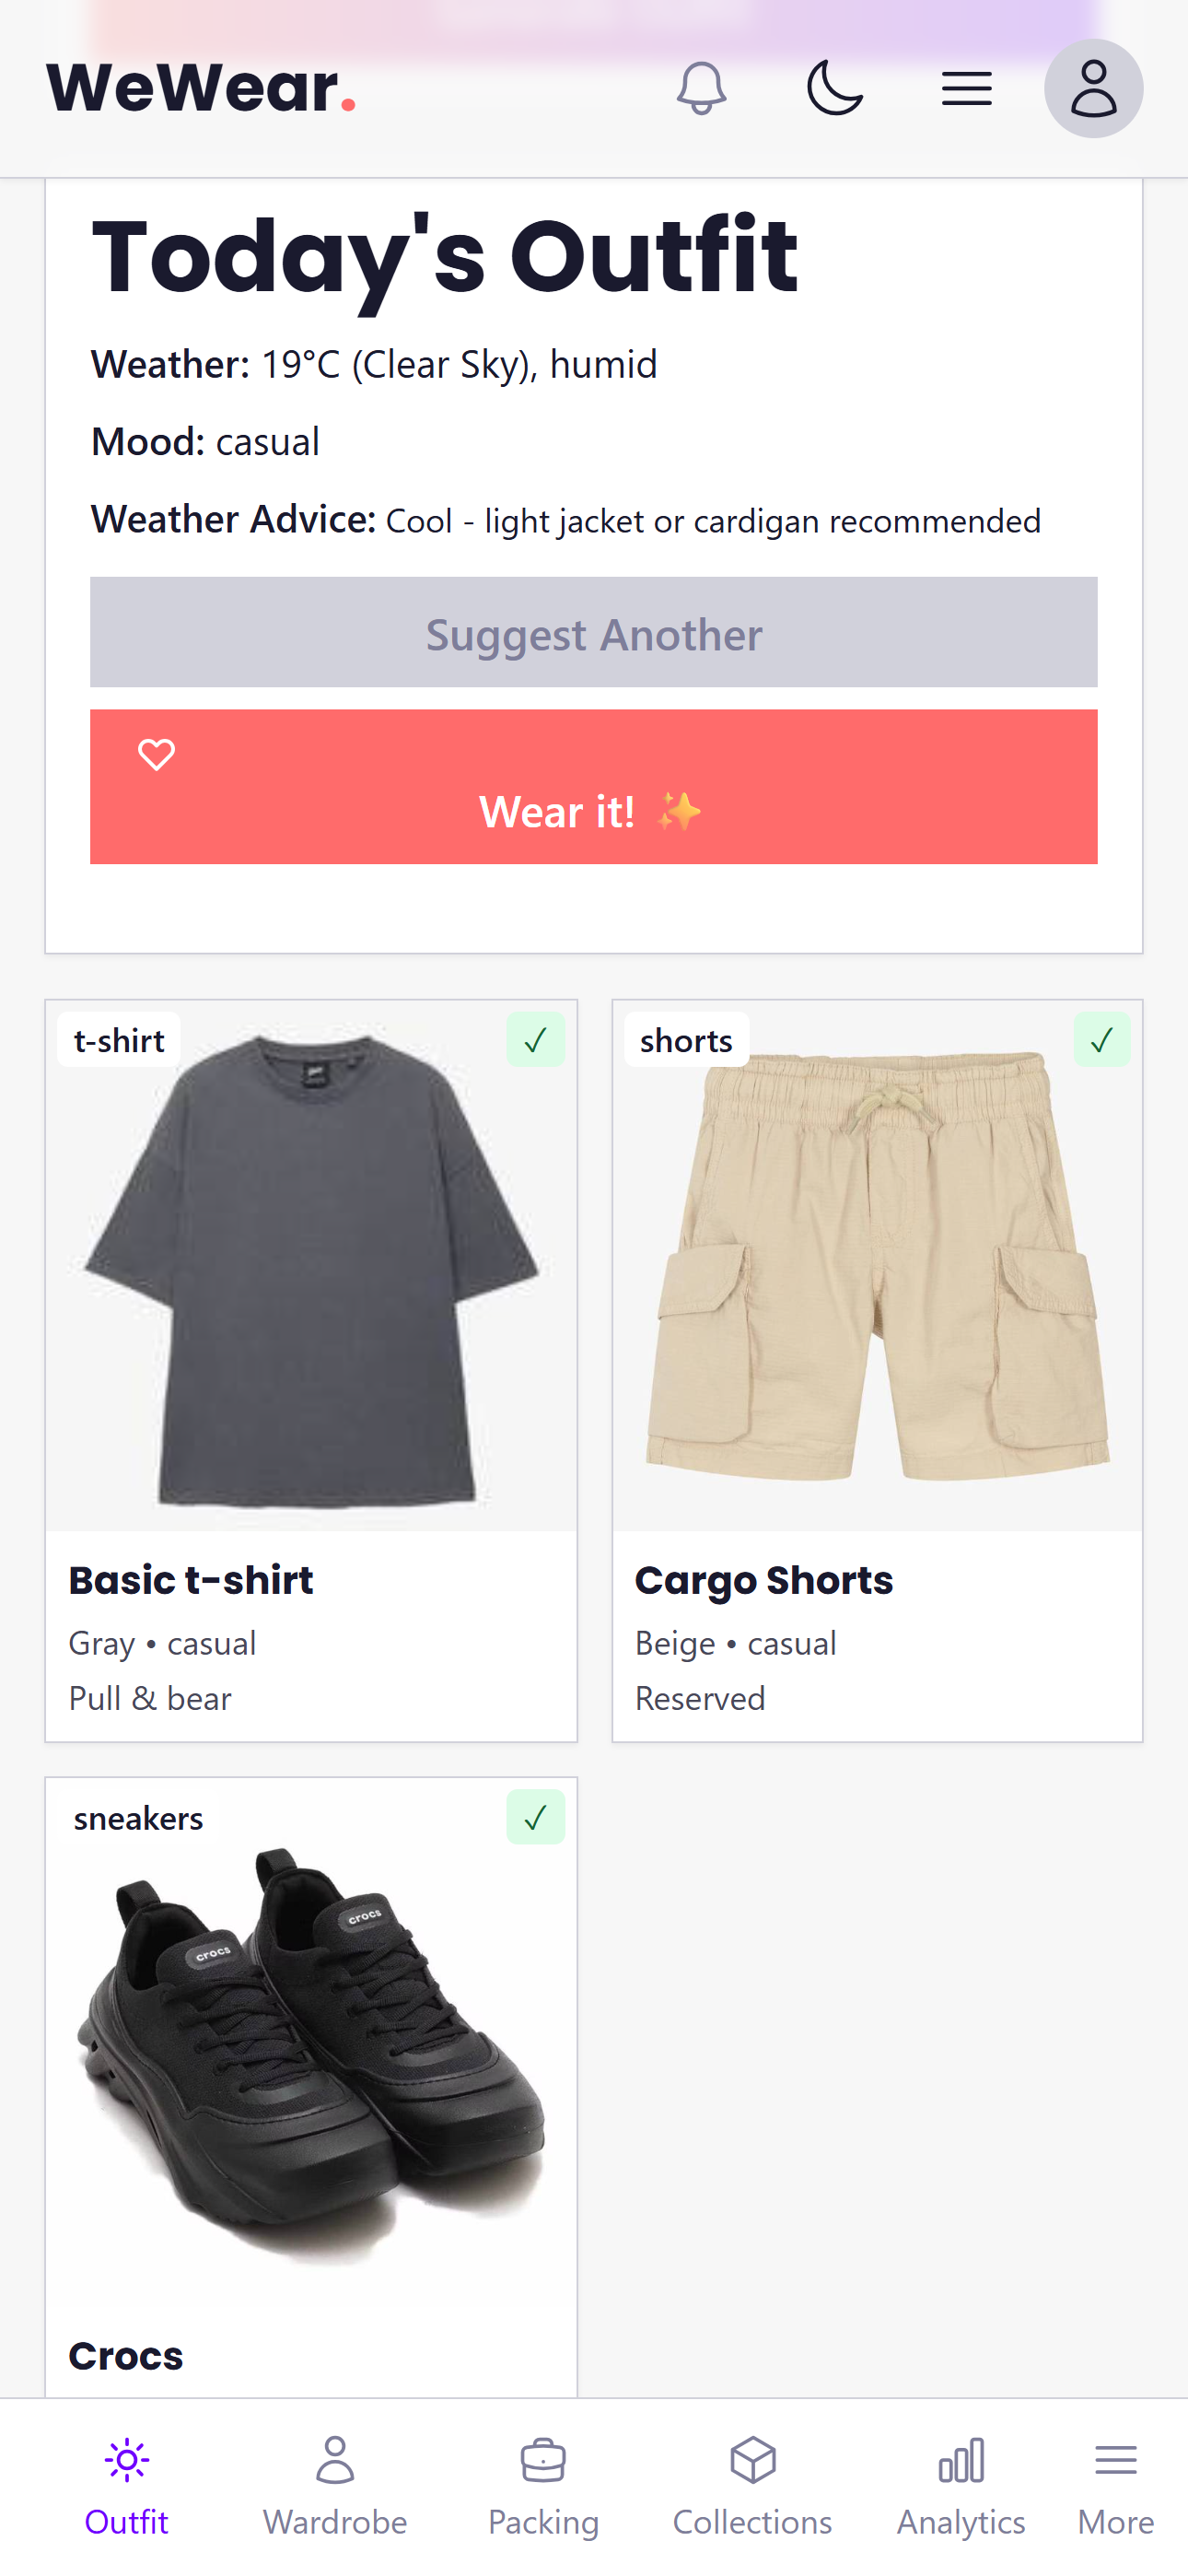 WeWear.
Today's Outfit
Weather: 19°C (Clear Sky), humid
Mood: casual
Weather Advice: Cool - light jacket or cardigan recommended
Suggest Another
Wear it! ✨
t-shirt ✓
shorts ✓
Basic t-shirt
Gray • casual
Pull & bear
Cargo Shorts
Beige • casual
Reserved
sneakers ✓
crocs
crocs
Crocs
Outfit
Wardrobe
Packing
Collections
Analytics
More